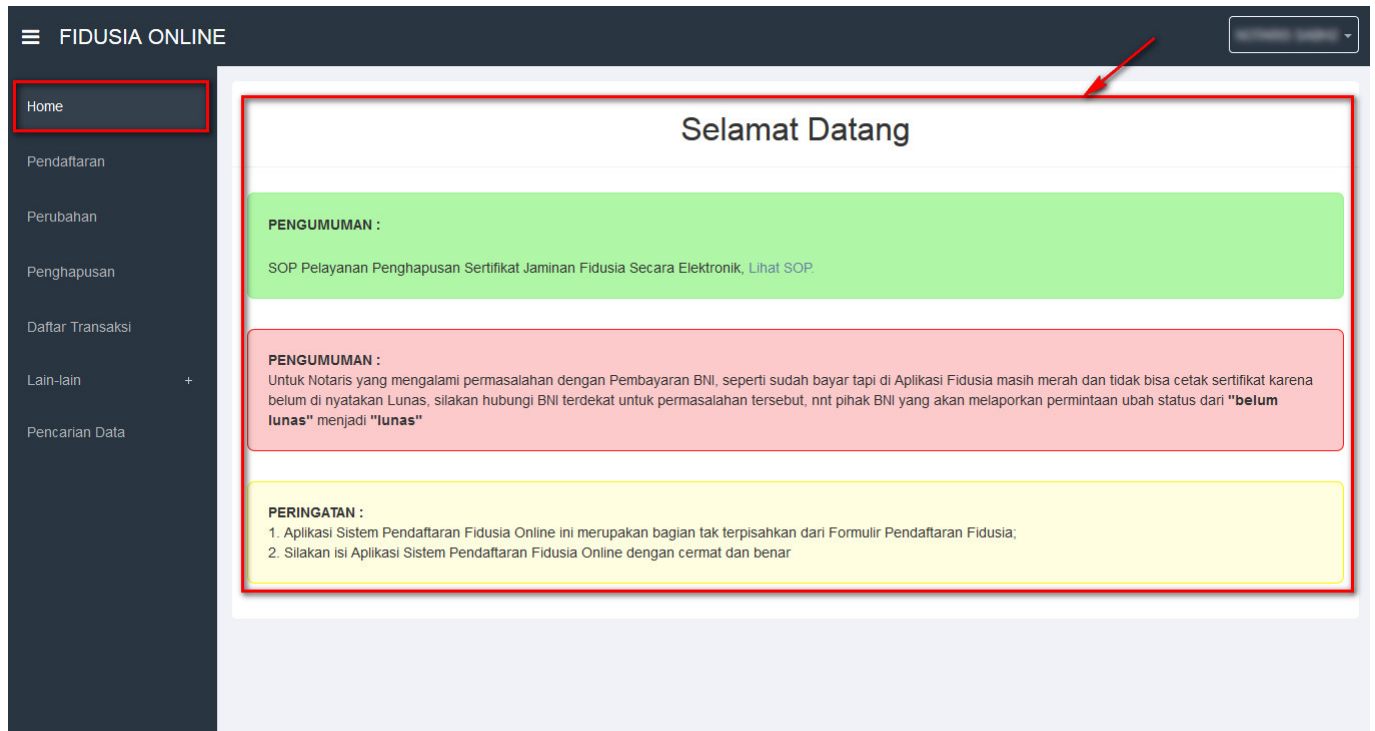 FIDUSIA ONLINE
Home
Pendaftaran
Perubahan
Penghapusan
Daftar Transaksi
Lain-lain +
Pencarian Data
Selamat Datang
PENGUMUMAN :
SOP Pelayanan Penghapusan Sertifikat Jaminan Fidusia Secara Elektronik, Lihat SOP.
PENGUMUMAN :
Untuk Notaris yang mengalami permasalahan dengan Pembayaran BNI, seperti sudah bayar tapi di Aplikasi Fidusia masih merah dan tidak bisa cetak sertifikat karena
belum di nyatakan Lunas, silakan hubungi BNI terdekat untuk permasalahan tersebut, nnt pihak BNI yang akan melaporkan permintaan ubah status dari "belum
lunas" menjadi "lunas"
PERINGATAN :
1. Aplikasi Sistem Pendaftaran Fidusia Online ini merupakan bagian tak terpisahkan dari Formulir Pendaftaran Fidusia;
2. Silakan isi Aplikasi Sistem Pendaftaran Fidusia Online dengan cermat dan benar